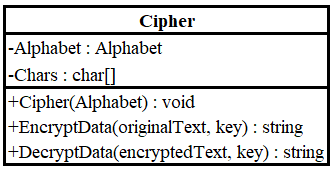 Cipher
-Alphabet : Alphabet
-Chars : char[]
+Cipher(Alphabet) : void
+EncryptData(originalText, key) : string
+DecryptData(encryptedText, key) : string